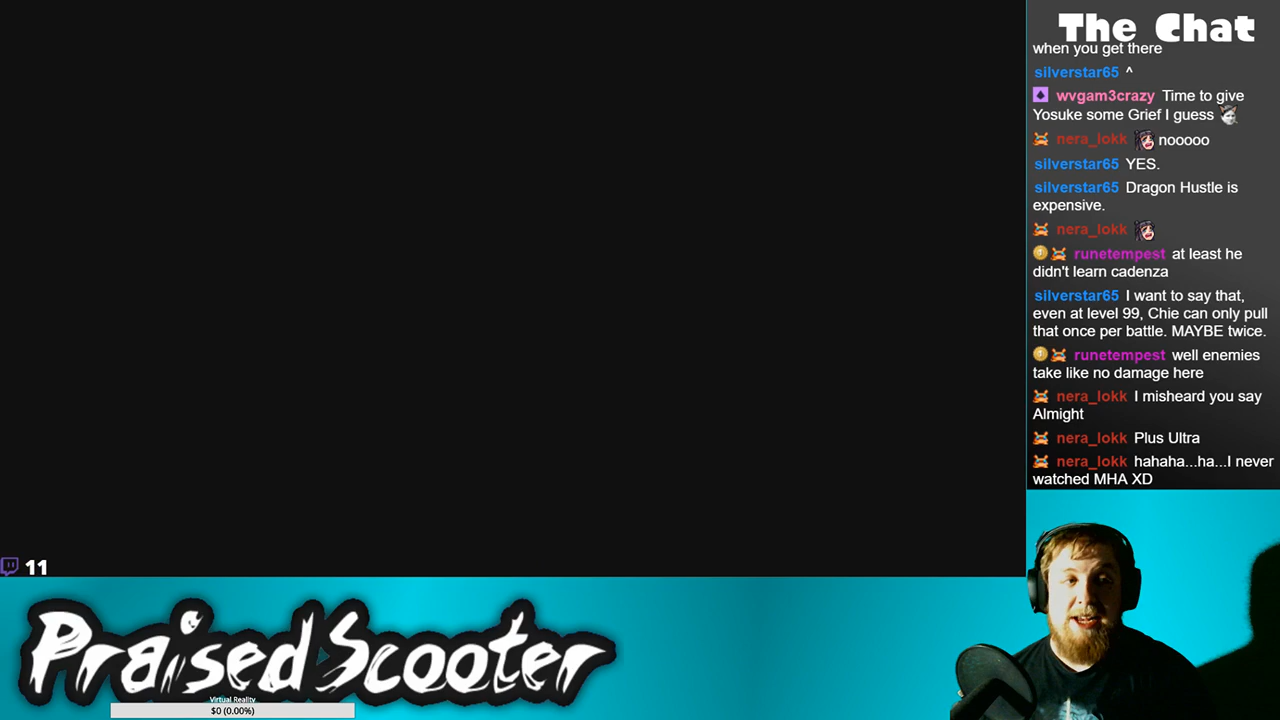 The Chat
when you get there
silverstar65 ^
wvgam3crazy Time to give
Yosuke some Grief I guess
nera_lokk nooooo
silverstar65 YES.
silverstar65 Dragon Hustle is
expensive.
nera_lokk
runetempest at least he
didn't learn cadenza
silverstar65 I want to say that,
even at level 99, Chie can only pull
that once per battle. MAYBE twice.
runetempest well enemies
take like no damage here
nera_lokk I misheard you say
Almight
nera_lokk Plus Ultra
nera_lokk hahaha...ha...I never
watched MHA XD
11
PraisedScooter
Virtual Reality
$0 (0.00%)